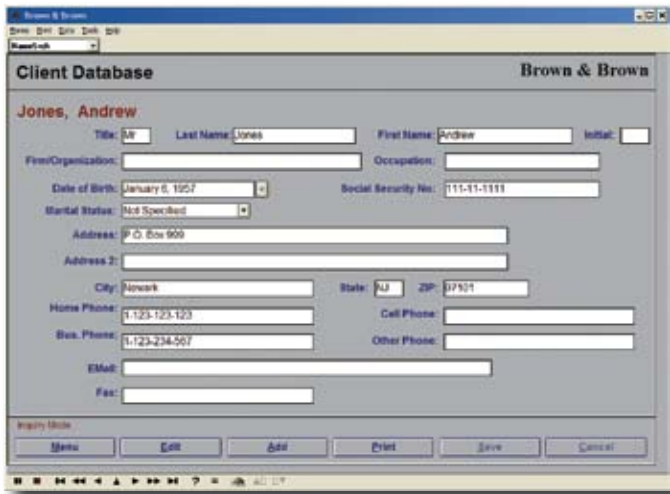 Brown & Brown
Client Database
Brown & Brown
Jones, Andrew
Title: Mr Last Name: Jones First Name: Andrew Initial:
Firm/Organization: Occupation:
Date of Birth: January 6, 1957 Social Security No: 111-11-1111
Marital Status: Not Specified
Address: P.O. Box 999
Address 2:
City: Newark State: NJ ZIP: 07101
Home Phone: 1-123-123-123 Cell Phone:
Bus. Phone: 1-123-234-567 Other Phone:
EMail:
Fax:
Inquiry Mode
Menu Edit Add Print Save Cancel